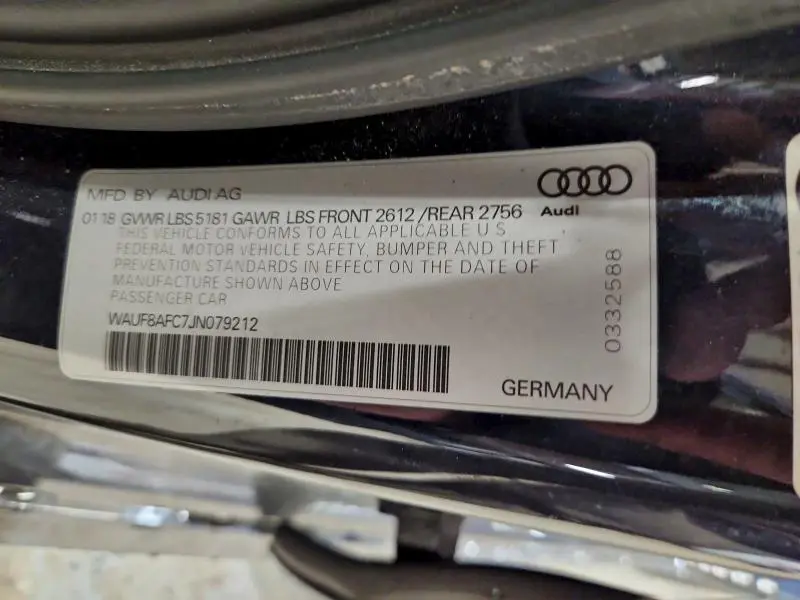 MFD BY AUDI AG
0118 GVWR LBS 5181 GAWR LBS FRONT 2612 /REAR 2756
Audi
THIS VEHICLE CONFORMS TO ALL APPLICABLE U S
FEDERAL MOTOR VEHICLE SAFETY, BUMPER AND THEFT
PREVENTION STANDARDS IN EFFECT ON THE DATE OF
MANUFACTURE SHOWN ABOVE
PASSENGER CAR
WAUF8AFC7JN079212
GERMANY
0332588